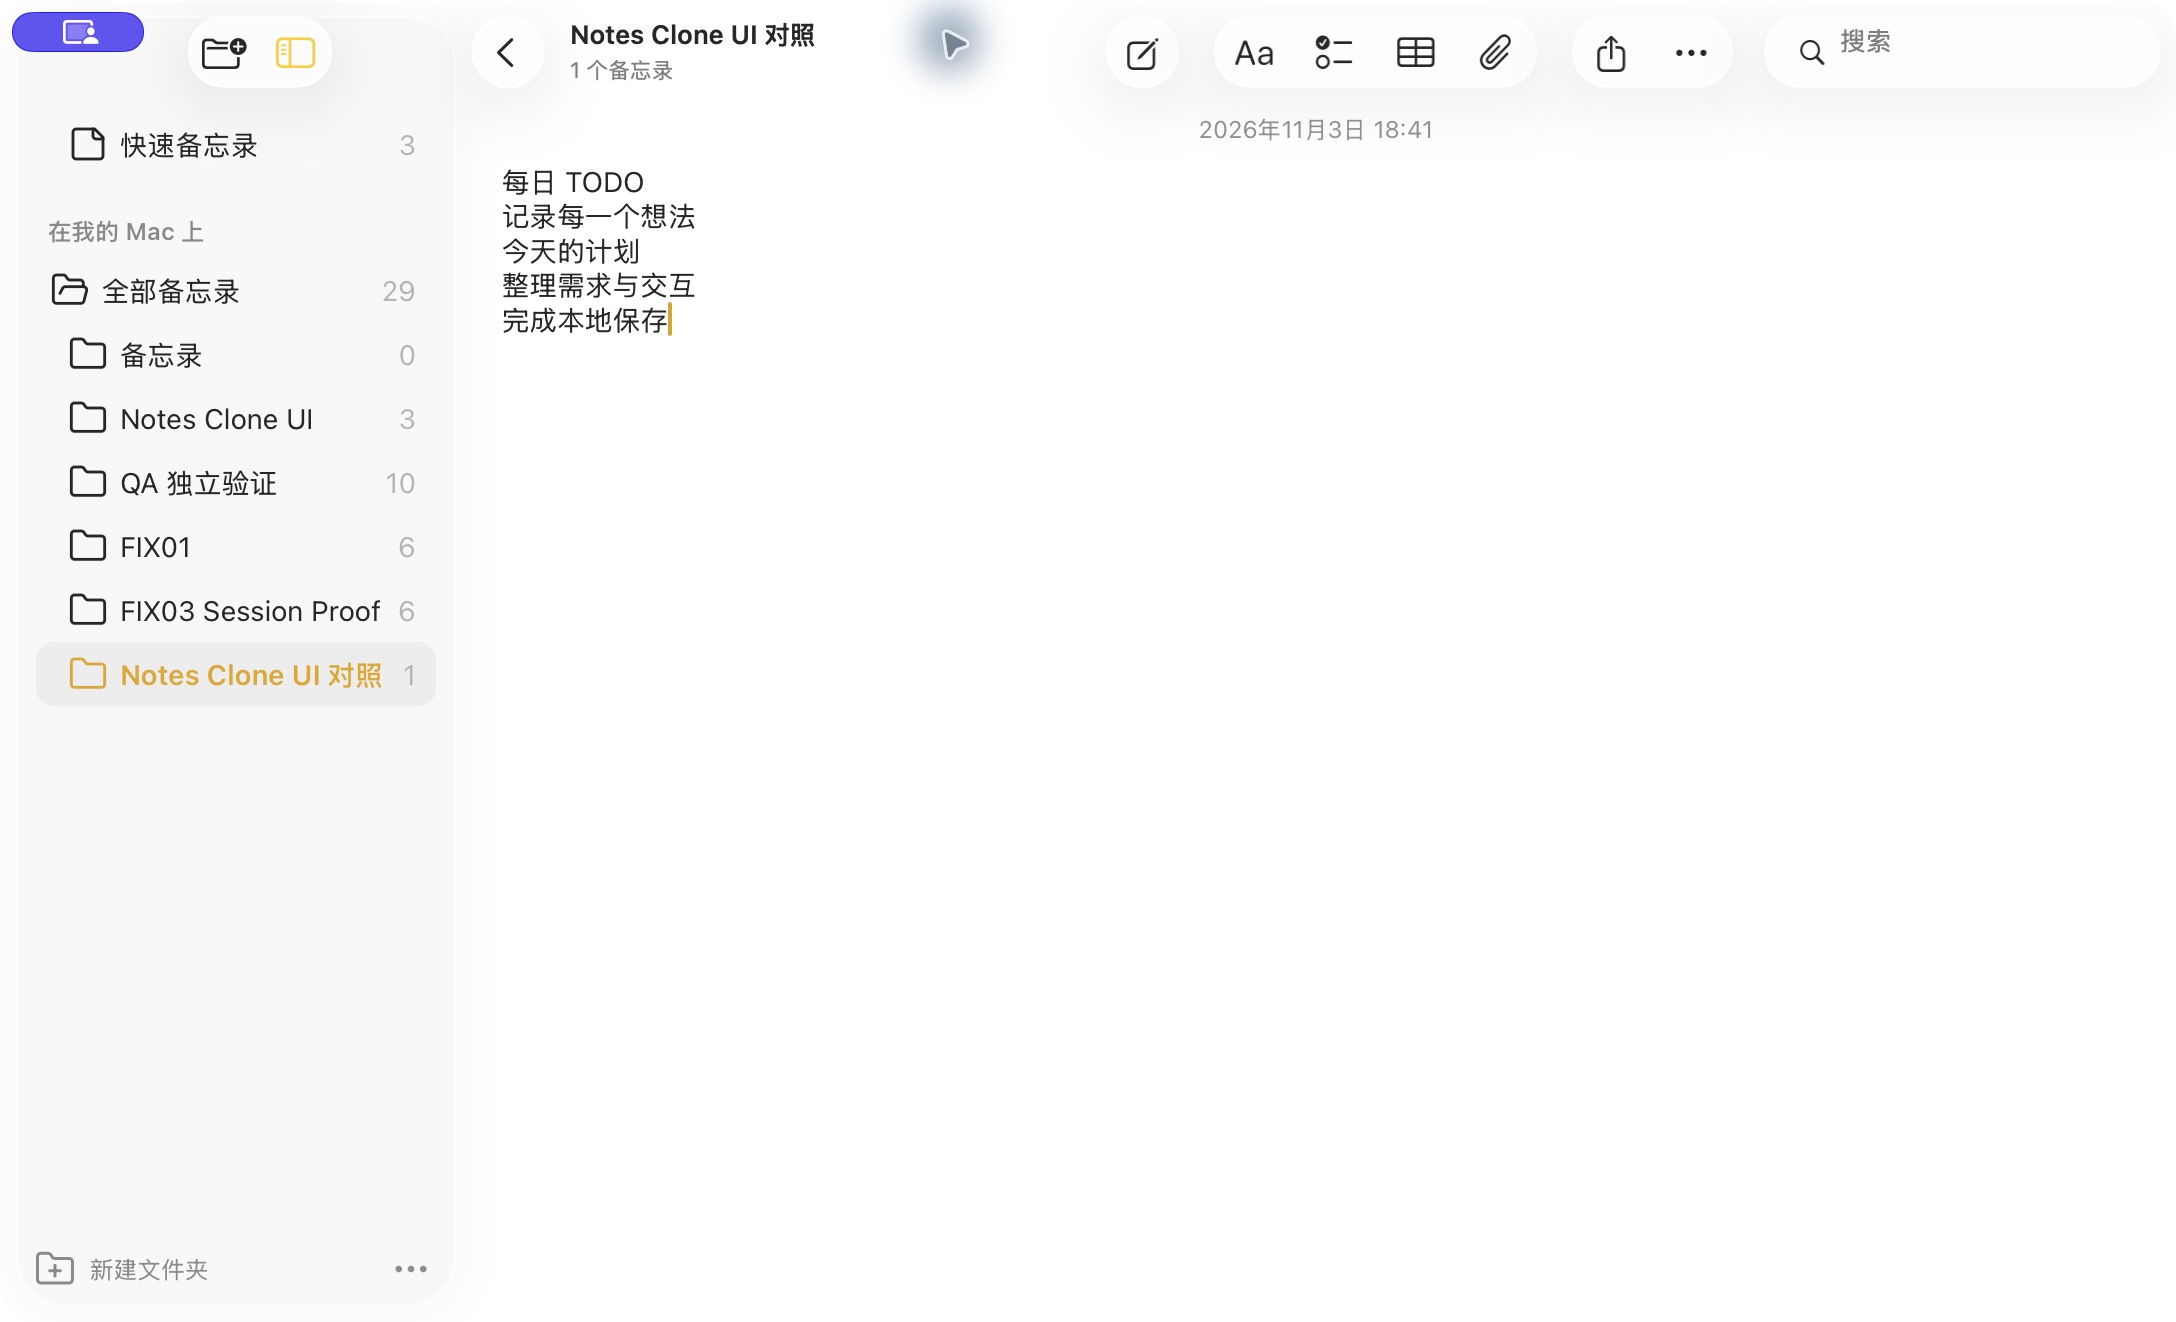 Notes Clone UI 对照
1 个备忘录
Aa
搜索
快速备忘录 3
在我的 Mac 上
全部备忘录 29
备忘录 0
Notes Clone UI 3
QA 独立验证 10
FIX01 6
FIX03 Session Proof 6
Notes Clone UI 对照 1
新建文件夹
2026年11月3日 18:41
每日 TODO
记录每一个想法
今天的计划
整理需求与交互
完成本地保存